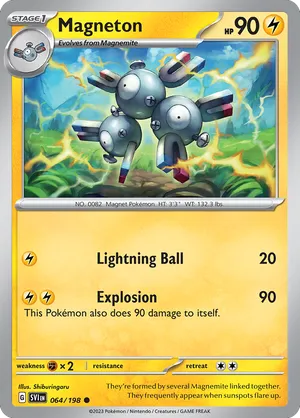 STAGE 1 Magneton HP 90
Evolves from Magnemite
NO. 0082 Magnet Pokémon HT: 3'3" WT: 132.3 lbs.
Lightning Ball 20
Explosion 90
This Pokémon also does 90 damage to itself.
Illus. Shiburingaru
weakness ×2 resistance retreat
G SVI EN 064/198
They're formed by several Magnemite linked together.
They frequently appear when sunspots flare up.
©2023 Pokémon / Nintendo / Creatures / GAME FREAK